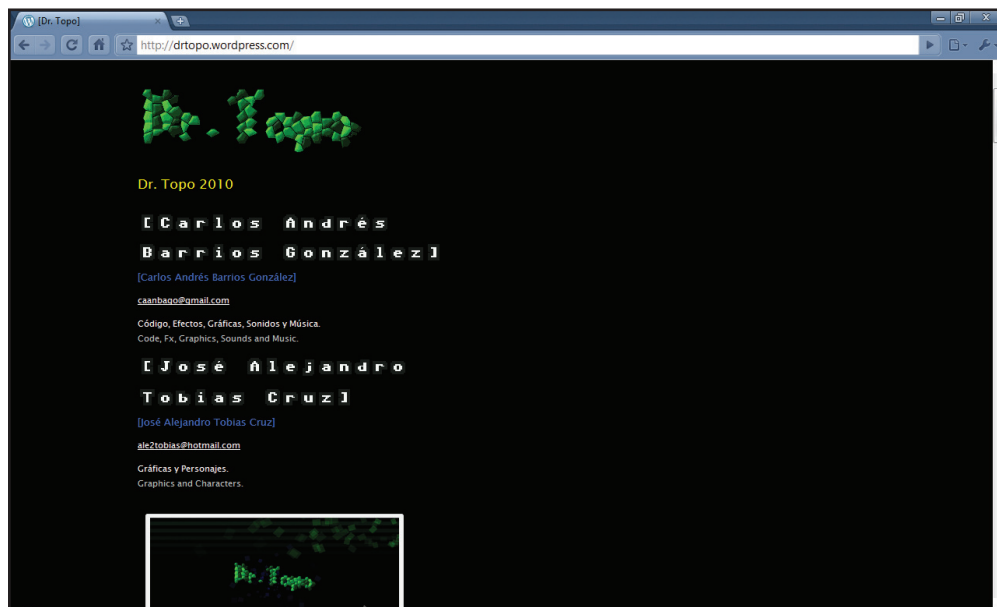 [Dr. Topo]
http://drtopo.wordpress.com/
Dr. Topo
Dr. Topo 2010
[Carlos Andrés
Barrios González]
[Carlos Andrés Barrios González]
caanbago@gmail.com
Código, Efectos, Gráficas, Sonidos y Música.
Code, Fx, Graphics, Sounds and Music.
[José Alejandro
Tobias Cruz]
[José Alejandro Tobias Cruz]
ale2tobias@hotmail.com
Gráficas y Personajes.
Graphics and Characters.
Dr. Topo